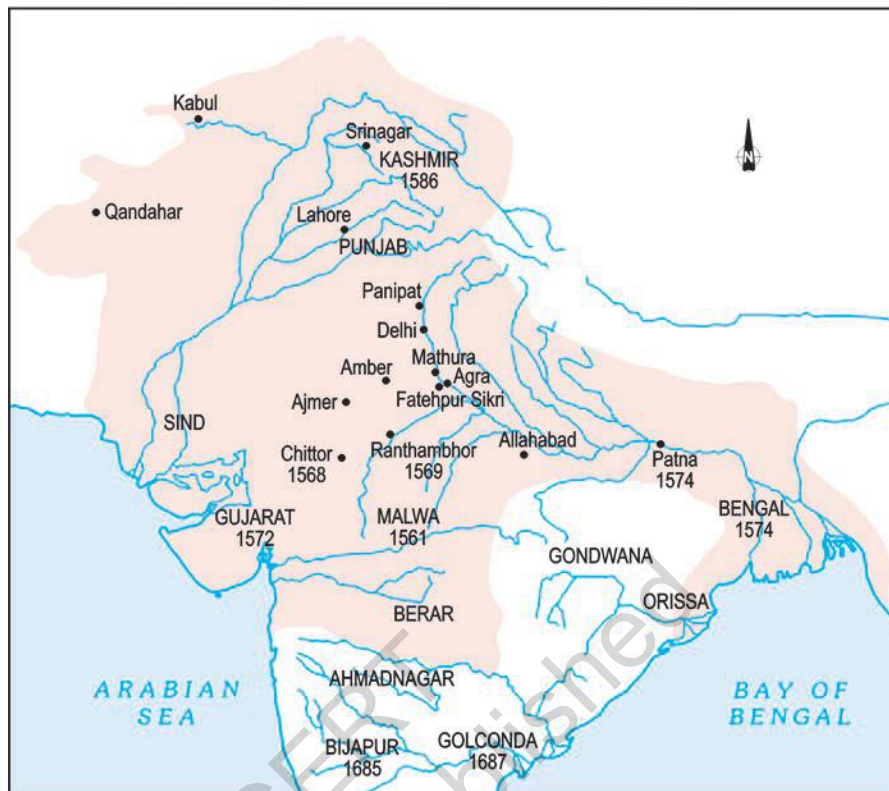 Kabul
Srinagar
KASHMIR
1586
Qandahar
Lahore
PUNJAB
Panipat
Delhi
Mathura
Amber
Agra
Fatehpur Sikri
Ajmer
SIND
Ranthambhor
1569
Chittor
1568
Allahabad
Patna
1574
GUJARAT
1572
MALWA
1561
BENGAL
1574
GONDWANA
ORISSA
BERAR
AHMADNAGAR
ARABIAN
SEA
BAY OF
BENGAL
BIJAPUR
1685
GOLCONDA
1687
N
published